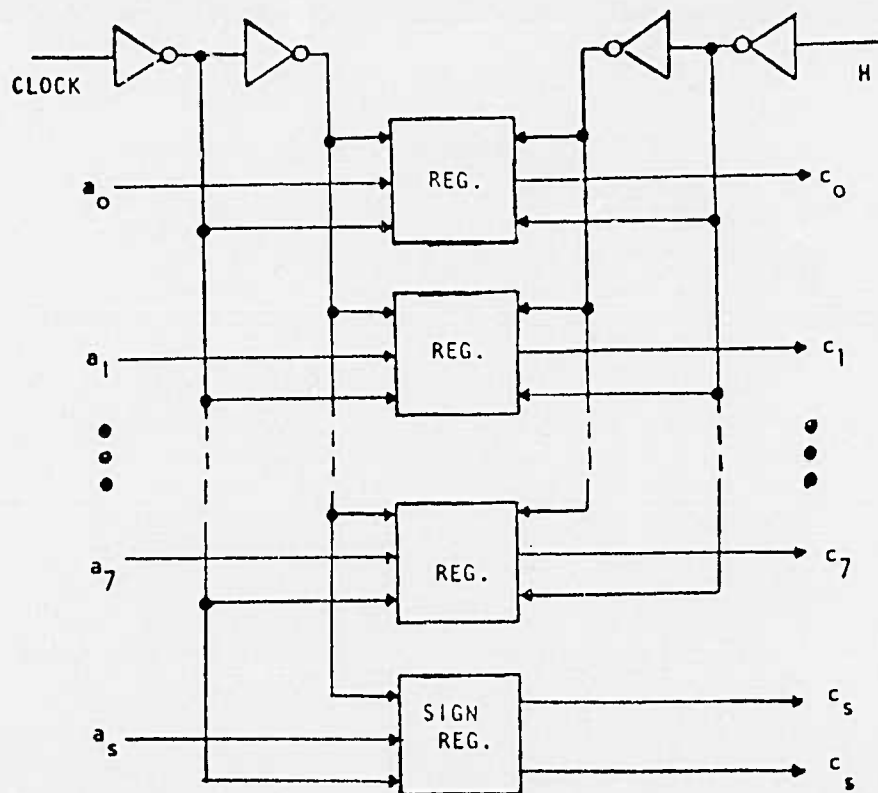 CLOCK
H
a₀
REG.
c₀
a₁
REG.
c₁
a₇
REG.
c₇
aₛ
SIGN
REG.
cₛ
cₛ